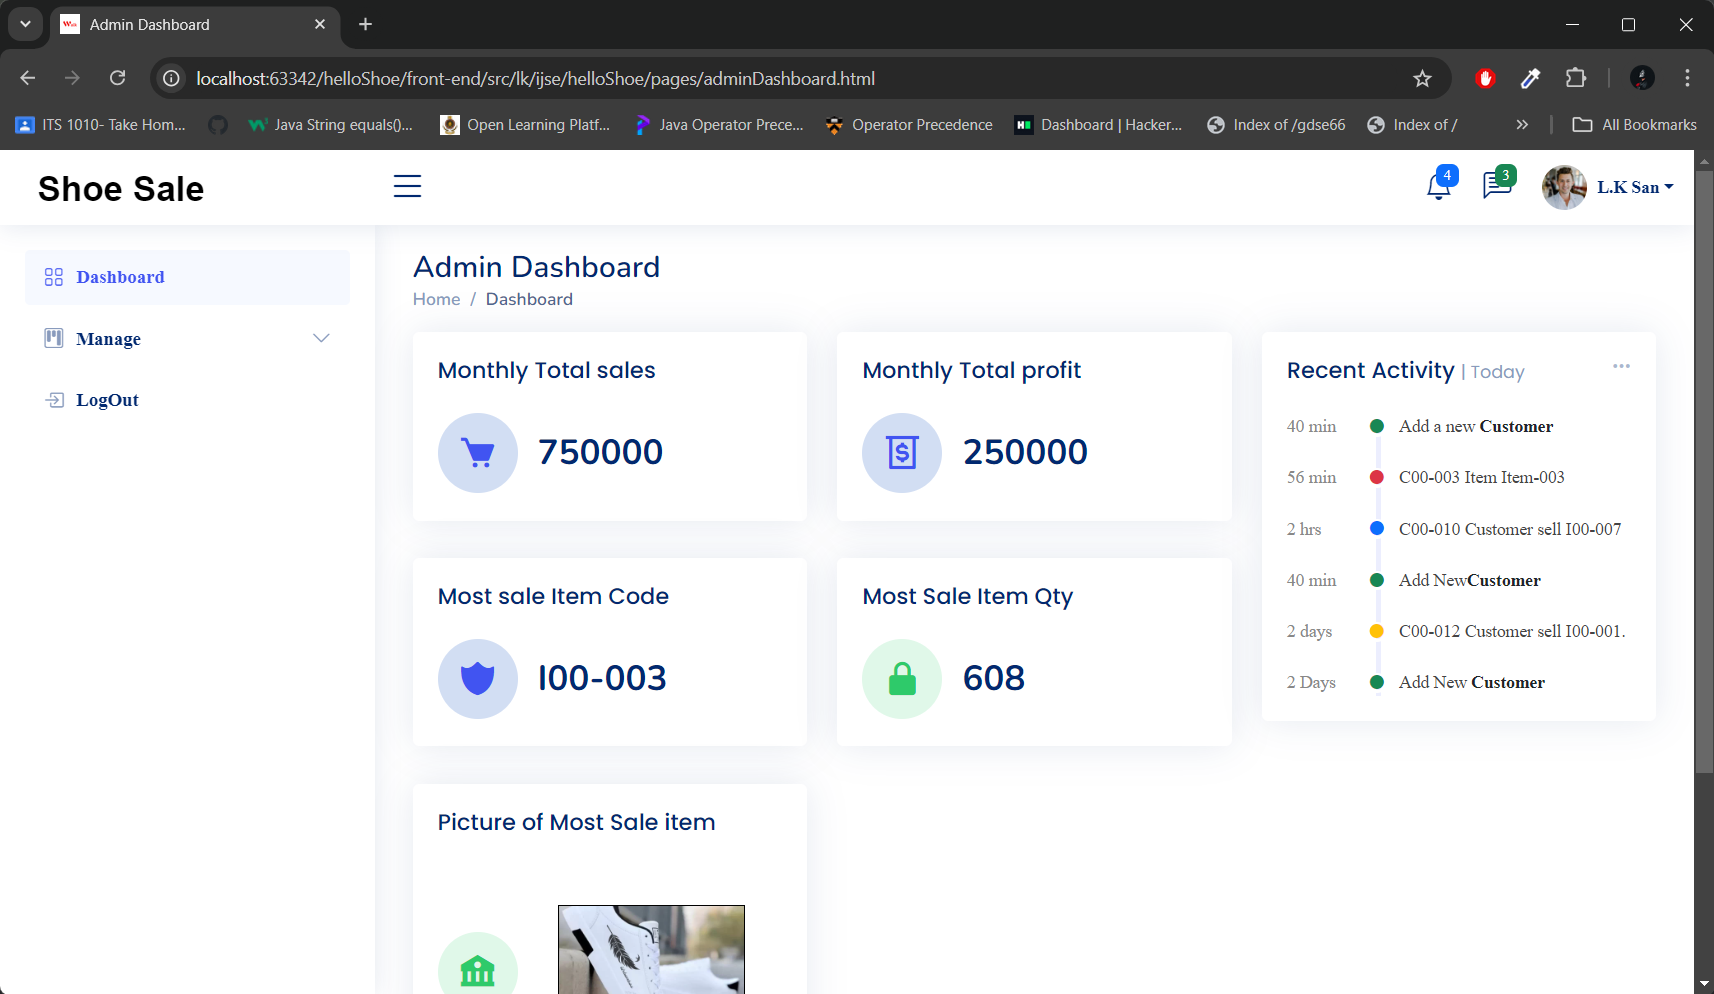 Admin Dashboard
localhost:63342/helloShoe/front-end/src/lk/ijse/helloShoe/pages/adminDashboard.html
ITS 1010- Take Hom...
Java String equals()...
Open Learning Platf...
Java Operator Prece...
Operator Precedence
Dashboard | Hacker...
Index of /gdse66
Index of /
All Bookmarks
Shoe Sale
4
3
L.K San
Dashboard
Manage
LogOut
Admin Dashboard
Home / Dashboard
Monthly Total sales
750000
Monthly Total profit
250000
Most sale Item Code
I00-003
Most Sale Item Qty
608
Picture of Most Sale item
Recent Activity | Today
40 min Add a new Customer
56 min C00-003 Item Item-003
2 hrs C00-010 Customer sell I00-007
40 min Add NewCustomer
2 days C00-012 Customer sell I00-001.
2 Days Add New Customer